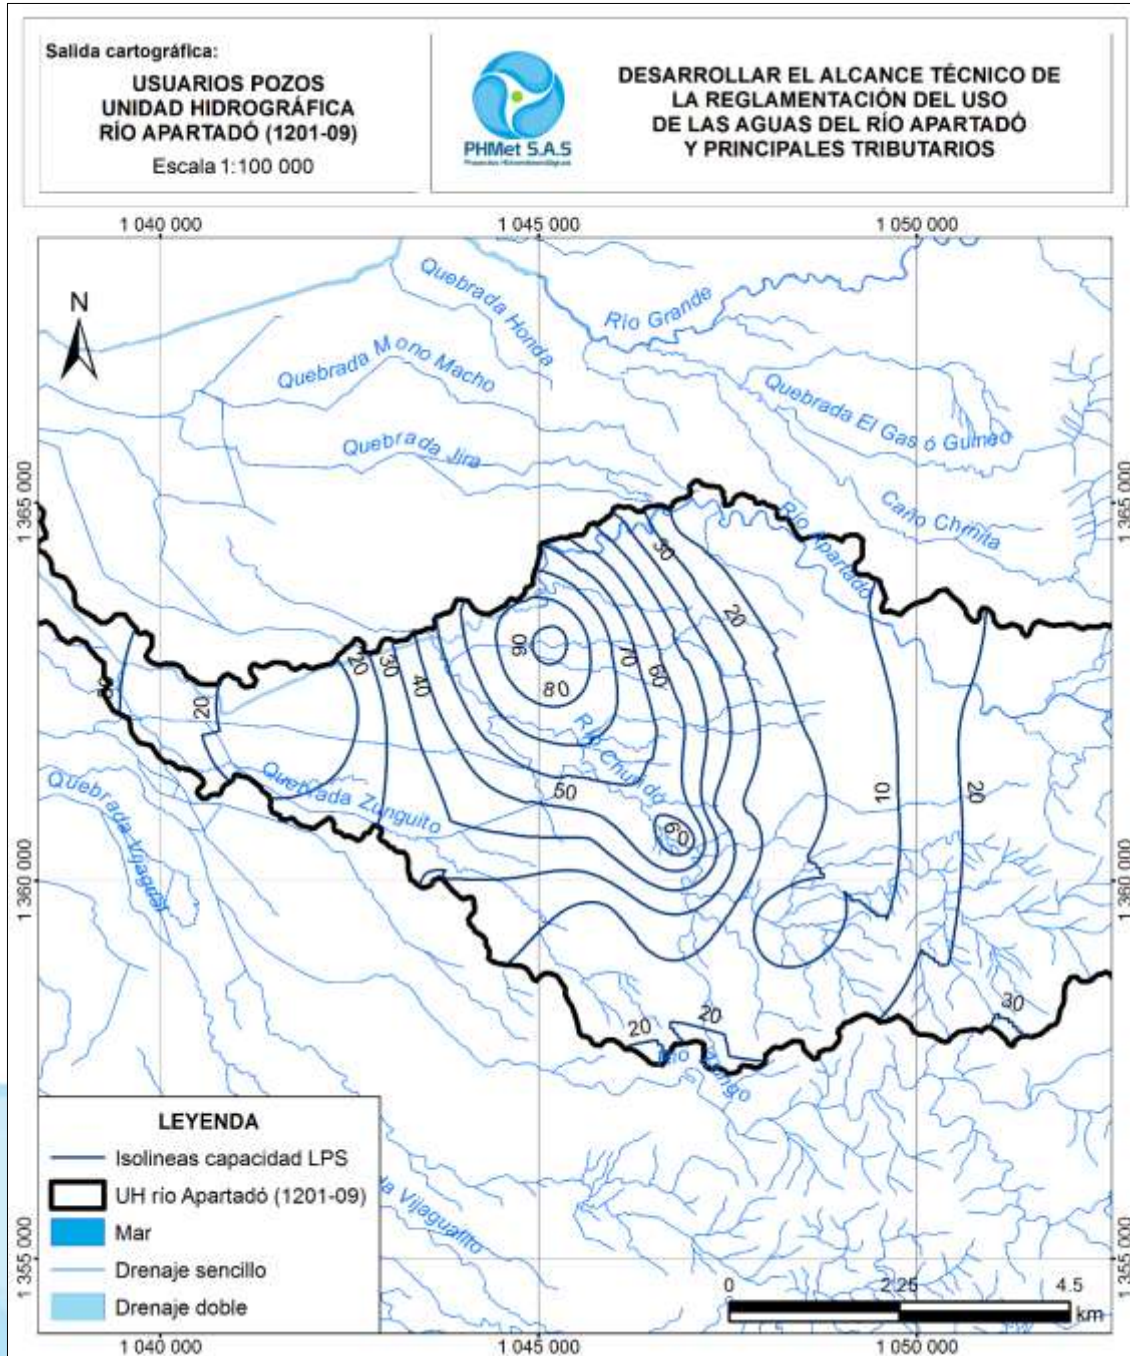 Salida cartográfica:
USUARIOS POZOS
UNIDAD HIDROGRÁFICA
RÍO APARTADÓ (1201-09)
Escala 1:100 000
PHMet S.A.S
DESARROLLAR EL ALCANCE TÉCNICO DE
LA REGLAMENTACIÓN DEL USO
DE LAS AGUAS DEL RÍO APARTADÓ
Y PRINCIPALES TRIBUTARIOS
1 040 000
1 045 000
1 050 000
N
Quebrada Honda
Río Grande
Quebrada Mono Macho
Quebrada El Gas ó Guineo
Quebrada Jira
1 365 000
1 365 000
Caño Chinita
Río Apartadó
30
20
90
70
60
80
20
30
40
20
Río Churidó
50
10
20
Quebrada Zunguito
60
Quebrada Vijagual
1 360 000
1 360 000
30
20
20
LEYENDA
Isolineas capacidad LPS
UH río Apartadó (1201-09)
Mar
Drenaje sencillo
Drenaje doble
da Vijagualito
1 355 000
1 355 000
0
2.25
4.5
km
1 040 000
1 045 000
1 050 000